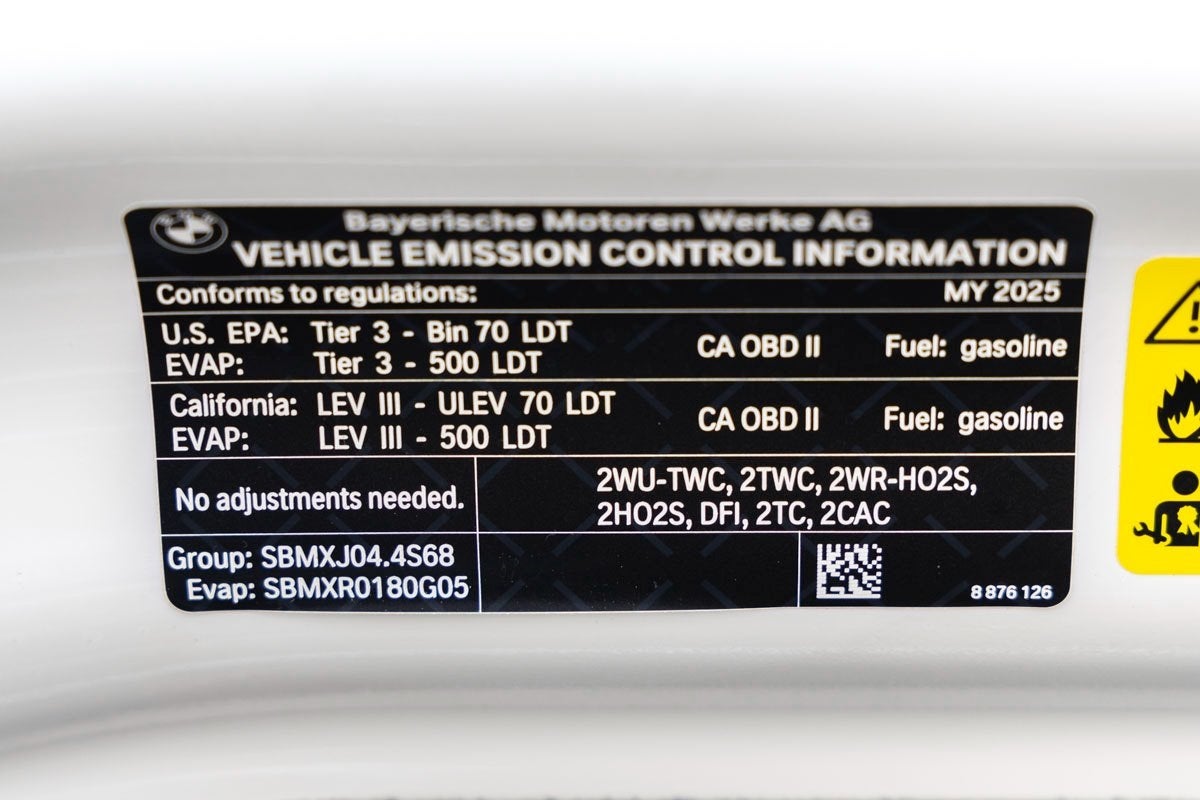 Bayerische Motoren Werke AG
VEHICLE EMISSION CONTROL INFORMATION
Conforms to regulations: MY 2025
U.S. EPA: Tier 3 - Bin 70 LDT CA OBD II Fuel: gasoline
EVAP: Tier 3 - 500 LDT
California: LEV III - ULEV 70 LDT CA OBD II Fuel: gasoline
EVAP: LEV III - 500 LDT
No adjustments needed.
2WU-TWC, 2TWC, 2WR-HO2S,
2HO2S, DFI, 2TC, 2CAC
Group: SBMXJ04.4S68
Evap: SBMXR0180G05
8 876 126